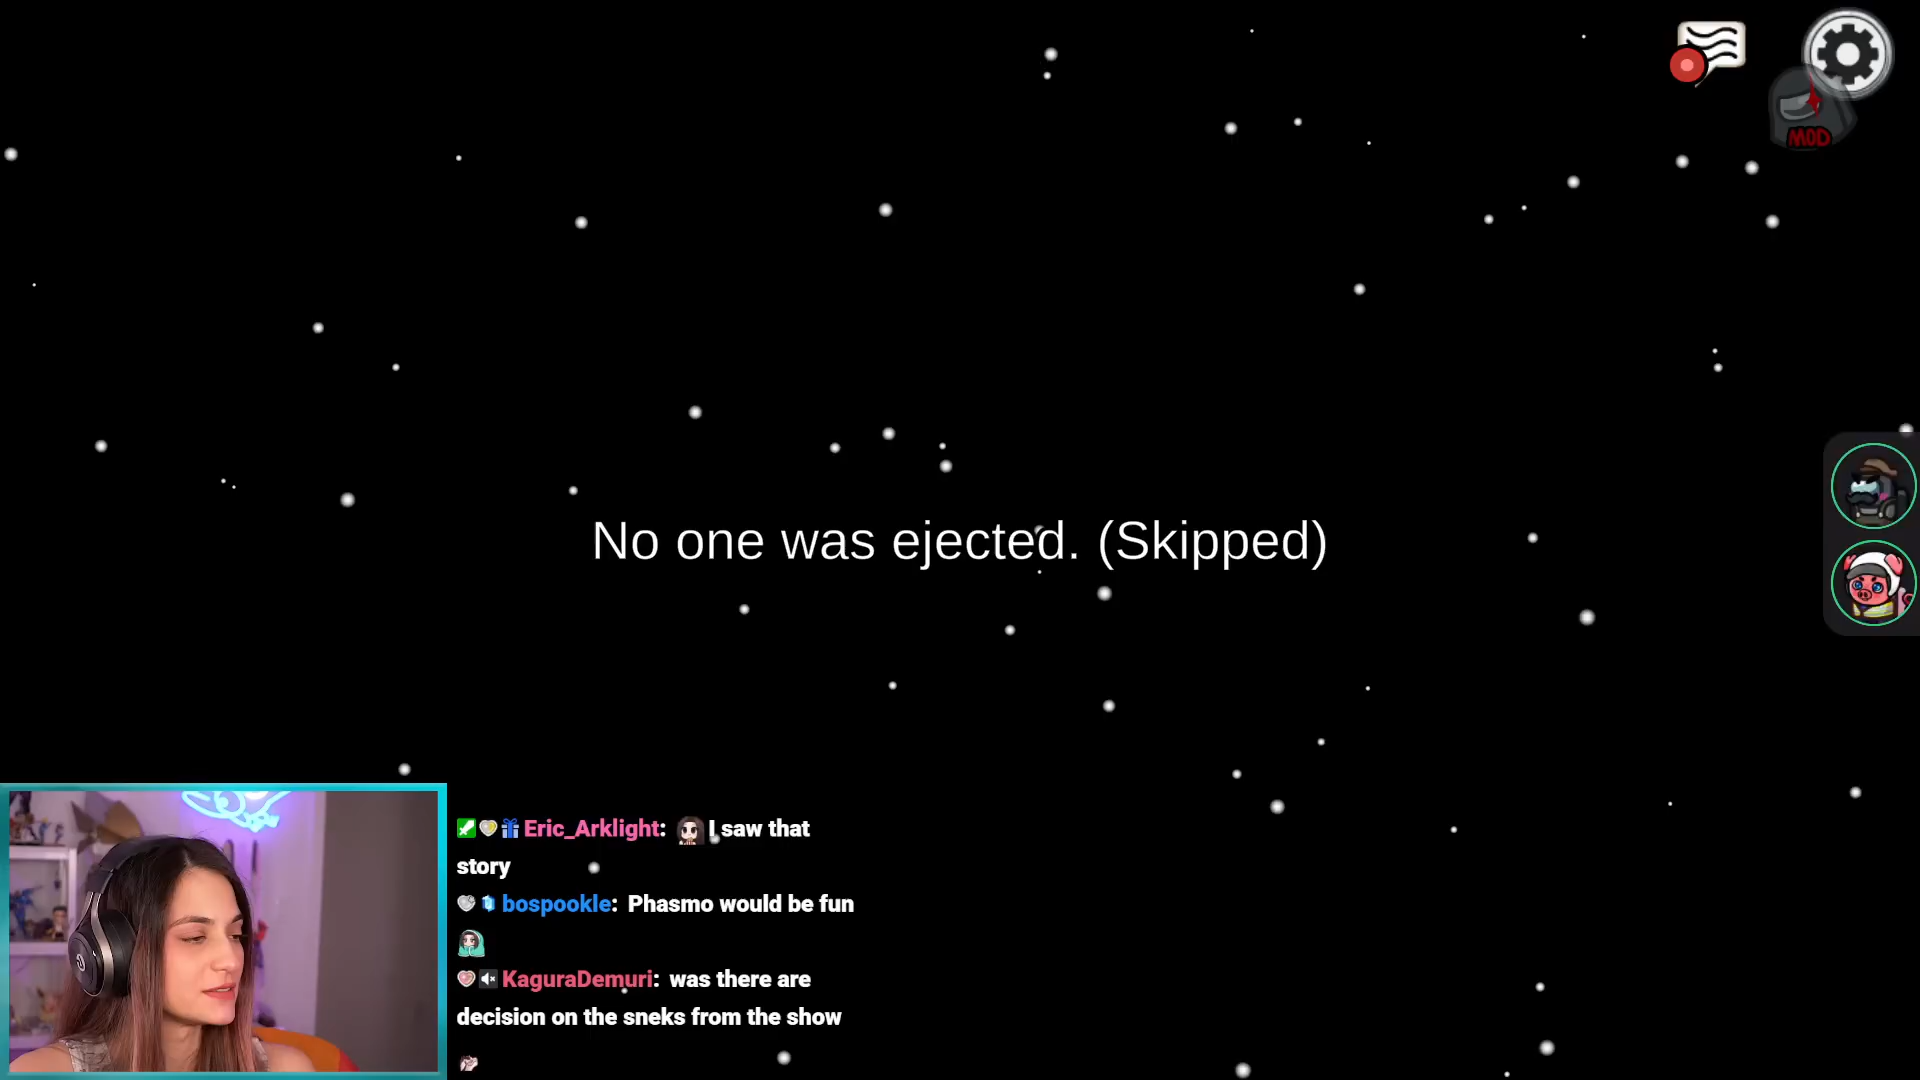 MOD
No one was ejected. (Skipped)
Eric_Arklight: I saw that
story
bospookle: Phasmo would be fun
KaguraDemuri: was there are
decision on the sneks from the show